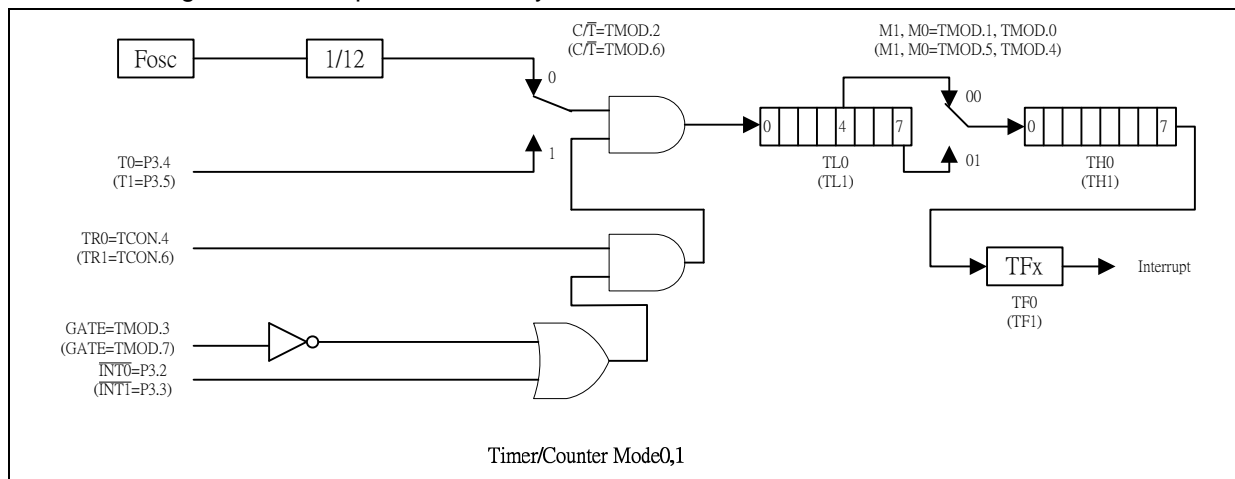 Fosc
1/12
C/T̅=TMOD.2
(C/T̅=TMOD.6)
M1, M0=TMOD.1, TMOD.0
(M1, M0=TMOD.5, TMOD.4)
0
1
T0=P3.4
(T1=P3.5)
0 4 7
TL0
(TL1)
00
01
0 7
TH0
(TH1)
TR0=TCON.4
(TR1=TCON.6)
TFx
Interrupt
TF0
(TF1)
GATE=TMOD.3
(GATE=TMOD.7)
I̅N̅T̅0̅=P3.2
(I̅N̅T̅1̅=P3.3)
Timer/Counter Mode0,1